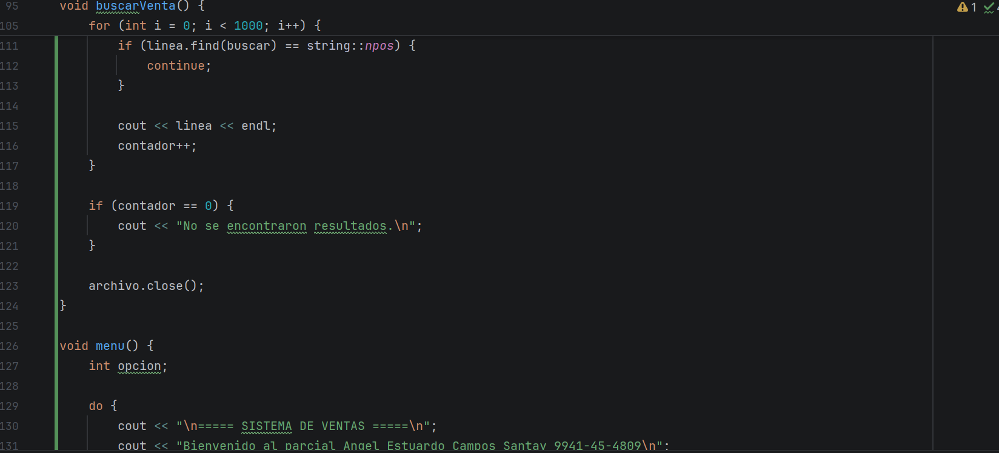 95 void buscarVenta() { 1 4
105 for (int i = 0; i < 1000; i++) {
111 if (linea.find(buscar) == string::npos) {
112 continue;
113 }
114
115 cout << linea << endl;
116 contador++;
117 }
118
119 if (contador == 0) {
120 cout << "No se encontraron resultados.\n";
121 }
122
123 archivo.close();
124 }
125
126 void menu() {
127 int opcion;
128
129 do {
130 cout << "\n===== SISTEMA DE VENTAS =====\n";
131 cout << "Bienvenido al parcial Angel Estuardo Campos Santay 9941-45-4809\n";